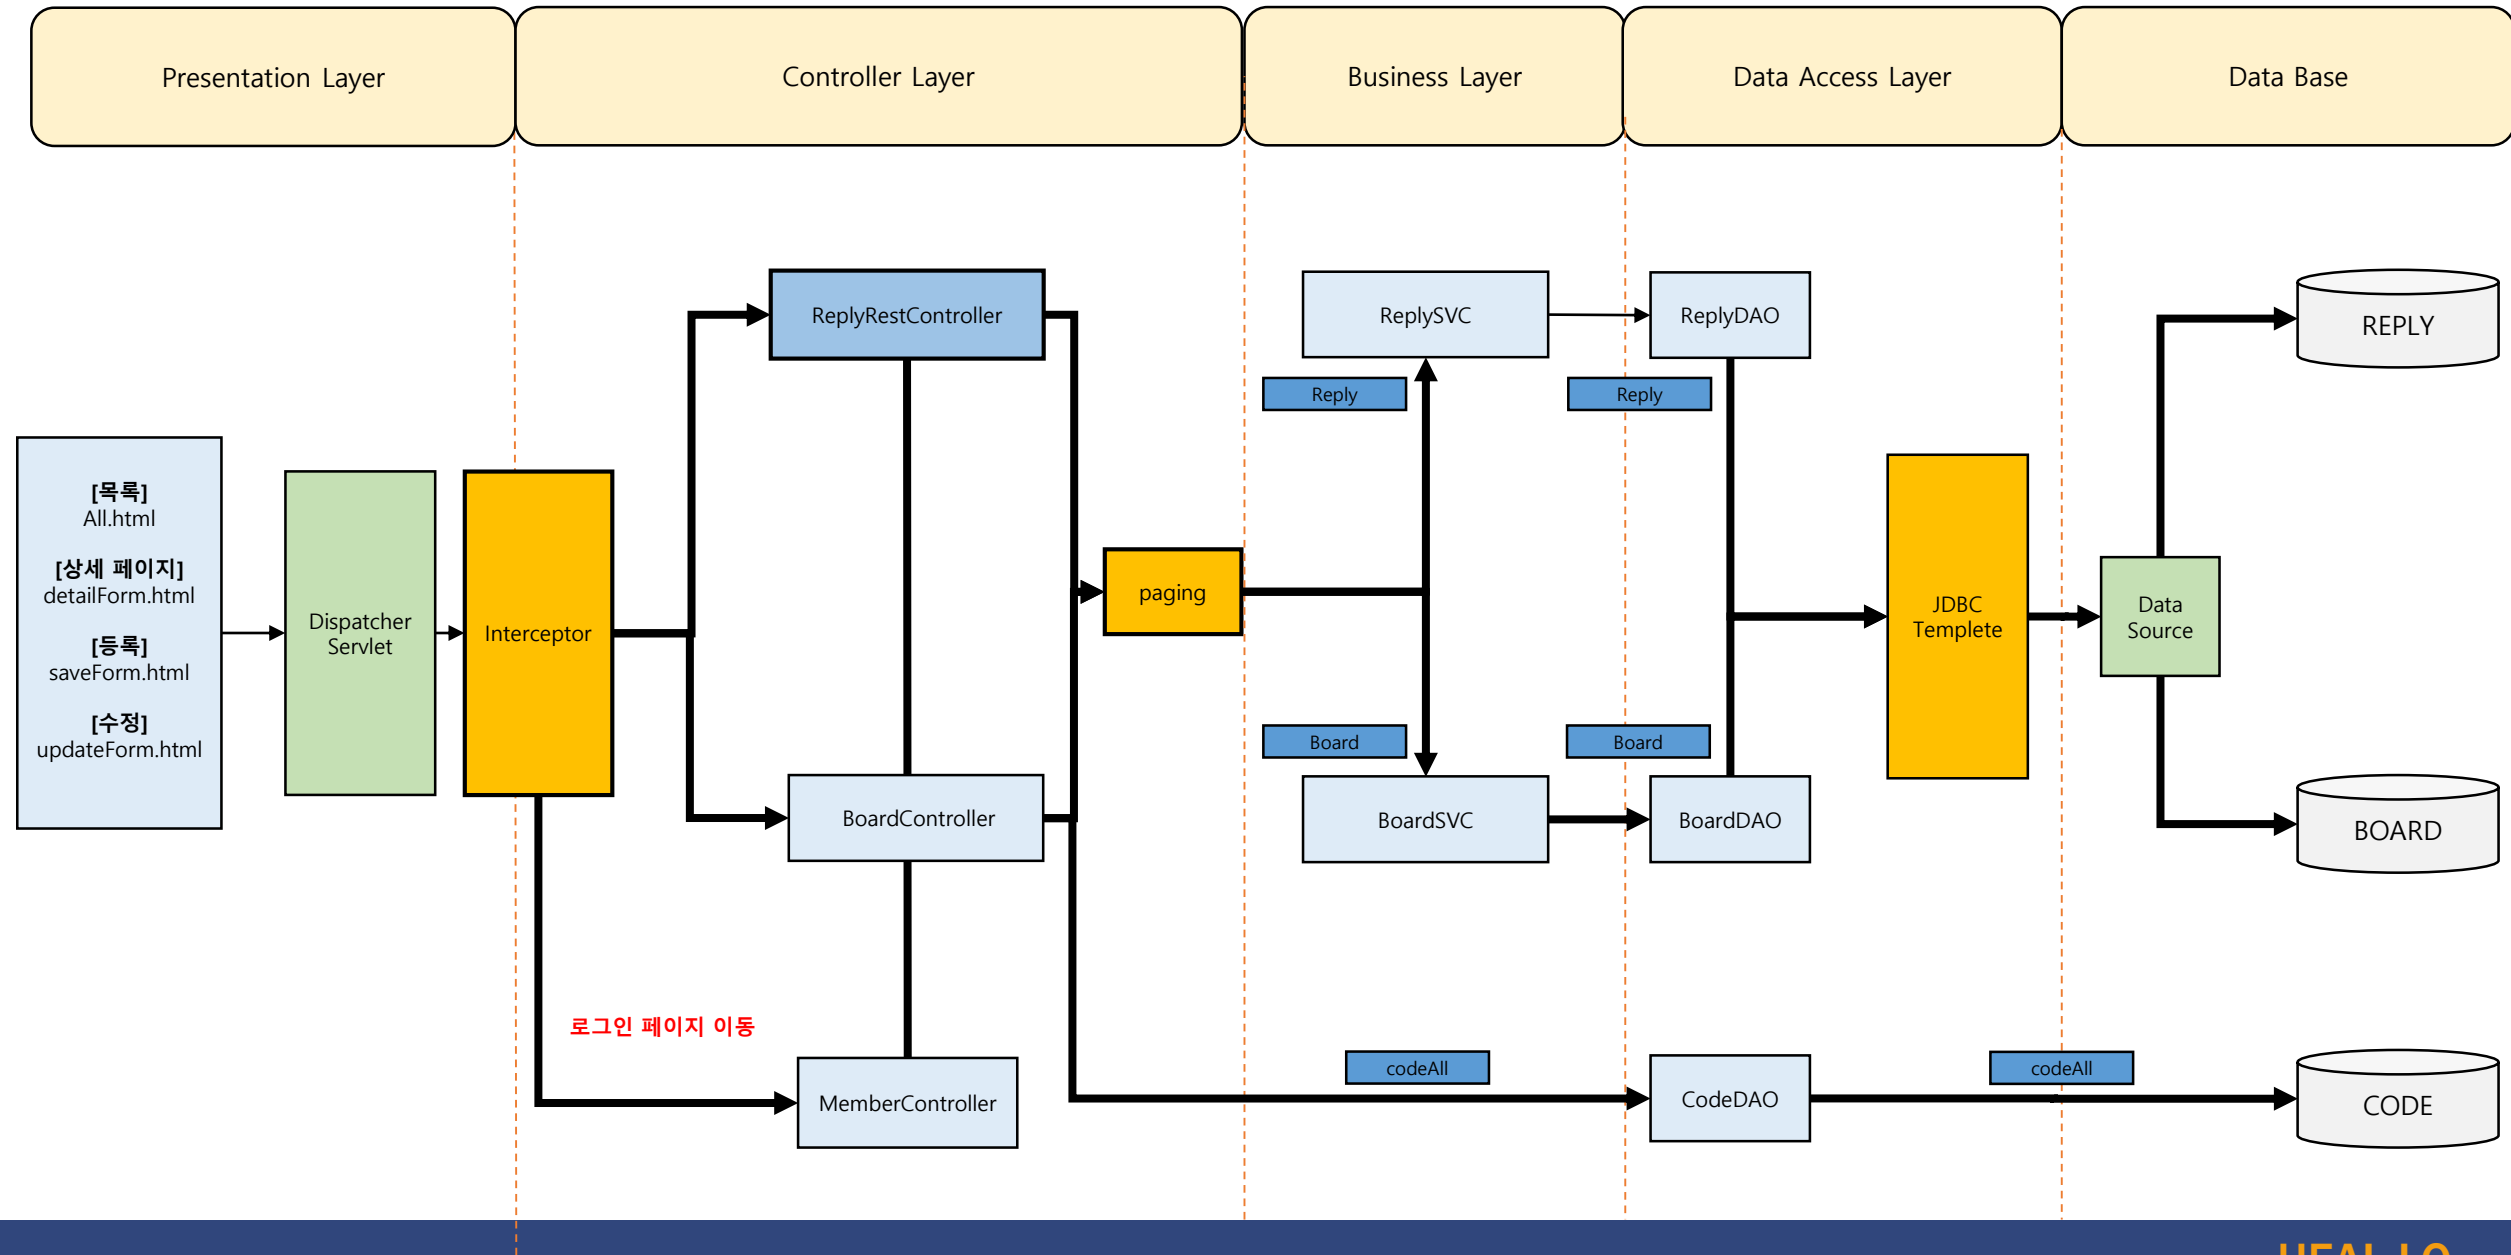 Presentation Layer
Controller Layer
Business Layer
Data Access Layer
Data Base
[목록]
All.html
[상세 페이지]
detailForm.html
[등록]
saveForm.html
[수정]
updateForm.html
Dispatcher
Servlet
Interceptor
ReplyRestController
BoardController
로그인 페이지 이동
MemberController
paging
ReplySVC
Reply
Board
BoardSVC
codeAll
ReplyDAO
Reply
Board
BoardDAO
CodeDAO
JDBC
Templete
codeAll
Data
Source
REPLY
BOARD
CODE